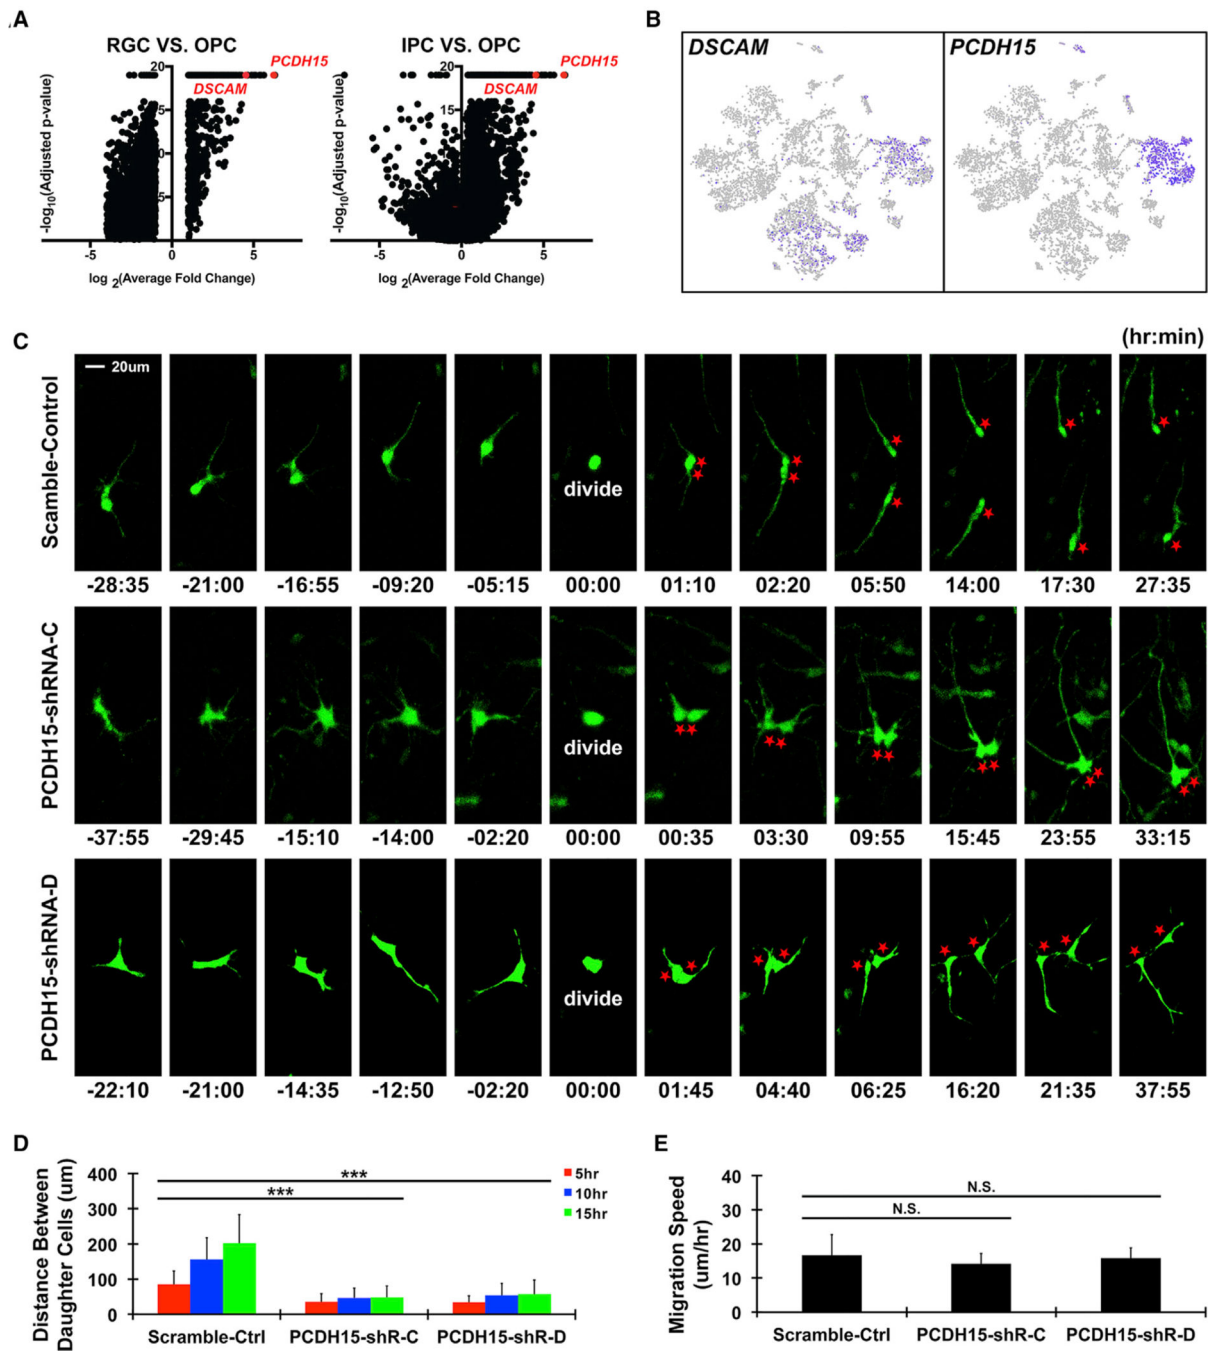 A
RGC VS. OPC
PCDH15
DSCAM
20
15
10
5
-log10(Adjusted p-value)
-5 0 5
log 2(Average Fold Change)
IPC VS. OPC
PCDH15
DSCAM
20
15
10
5
-log10(Adjusted p-value)
-5 0 5
log 2(Average Fold Change)
B
DSCAM
PCDH15
C
(hr:min)
Scamble-Control
20um
divide
-28:35 -21:00 -16:55 -09:20 -05:15 00:00 01:10 02:20 05:50 14:00 17:30 27:35
PCDH15-shRNA-C
divide
-37:55 -29:45 -15:10 -14:00 -02:20 00:00 00:35 03:30 09:55 15:45 23:55 33:15
PCDH15-shRNA-D
divide
-22:10 -21:00 -14:35 -12:50 -02:20 00:00 01:45 04:40 06:25 16:20 21:35 37:55
D
Distance Between
Daughter Cells (um)
400
300
200
100
0
***
***
5hr
10hr
15hr
Scramble-Ctrl PCDH15-shR-C PCDH15-shR-D
E
Migration Speed
(um/hr)
40
30
20
10
0
N.S.
N.S.
Scramble-Ctrl PCDH15-shR-C PCDH15-shR-D